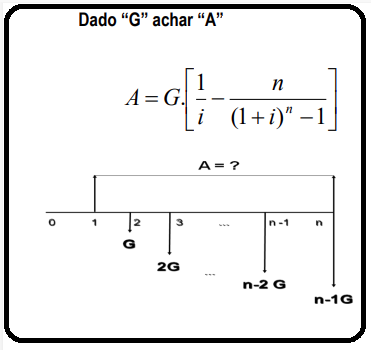 Dado “G” achar “A”
A = G.[1/i − n/((1+i)^n − 1)]
A = ?
0 1 2 3 ... n-1 n
G
2G
...
n-2 G
n-1G